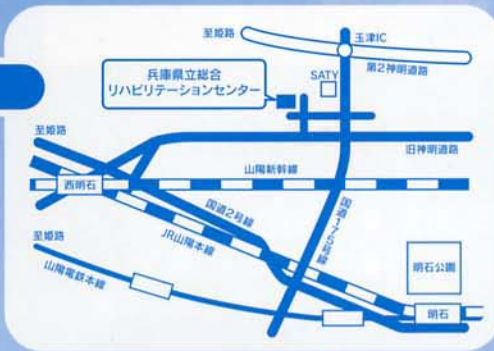 至姫路
玉津IC
第2神明道路
兵庫県立総合
リハビリテーションセンター
SATY
至姫路
旧神明道路
山陽新幹線
西明石
国道2号線
国道175号線
JR山陽本線
至姫路
山陽電鉄本線
明石公園
明石